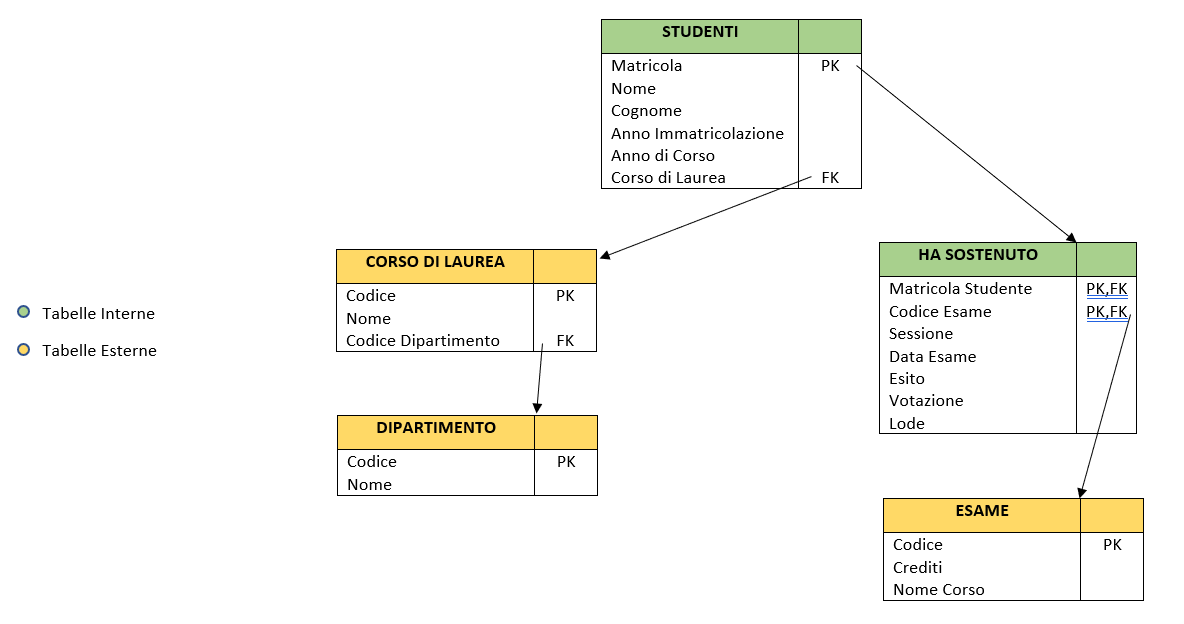 STUDENTI
Matricola PK
Nome
Cognome
Anno Immatricolazione
Anno di Corso
Corso di Laurea FK
CORSO DI LAUREA
Codice PK
Nome
Codice Dipartimento FK
HA SOSTENUTO
Matricola Studente PK,FK
Codice Esame PK,FK
Sessione
Data Esame
Esito
Votazione
Lode
Tabelle Interne
Tabelle Esterne
DIPARTIMENTO
Codice PK
Nome
ESAME
Codice PK
Crediti
Nome Corso